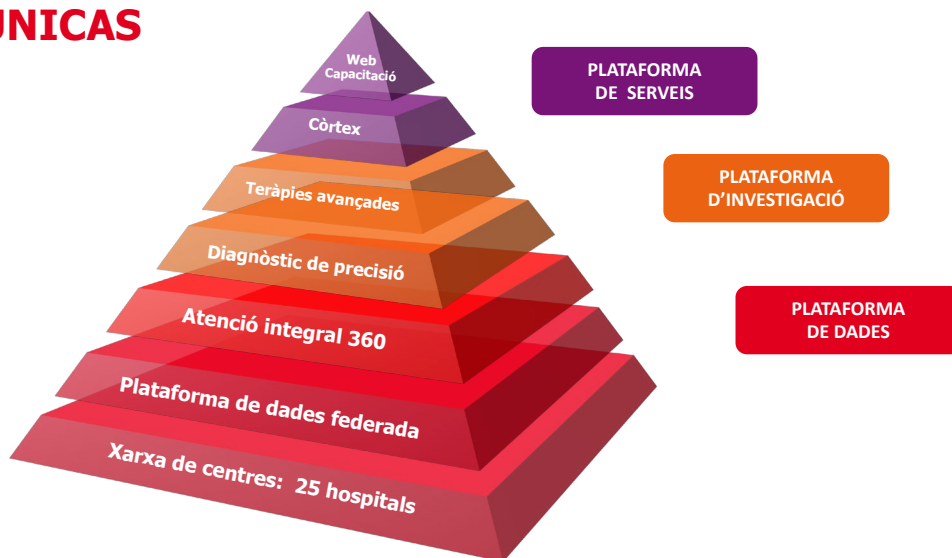 ÚNICAS
Web
Capacitació
Còrtex
Teràpies avançades
Diagnòstic de precisió
Atenció integral 360
Plataforma de dades federada
Xarxa de centres: 25 hospitals
PLATAFORMA
DE SERVEIS
PLATAFORMA
D’INVESTIGACIÓ
PLATAFORMA
DE DADES